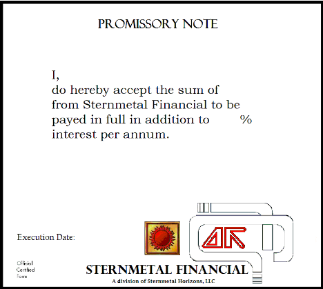 PROMISSORY NOTE
I,
do hereby accept the sum of
from Sternmetal Financial to be
payed in full in addition to %
interest per annum.
Execution Date:
Official
Certified
Form
STERNMETAL FINANCIAL
A division of Sternmetal Horizons, LLC